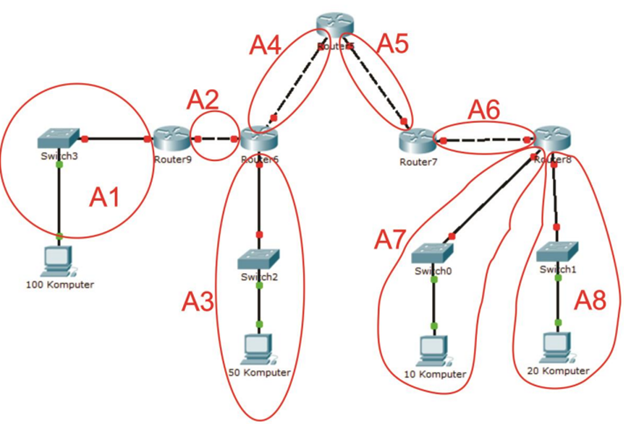 A4
A5
Router5
A2
A6
Switch3
Router9
Router6
Router7
Router8
A1
A7
Switch2
Switch0
Switch1
100 Komputer
A3
A8
50 Komputer
10 Komputer
20 Komputer